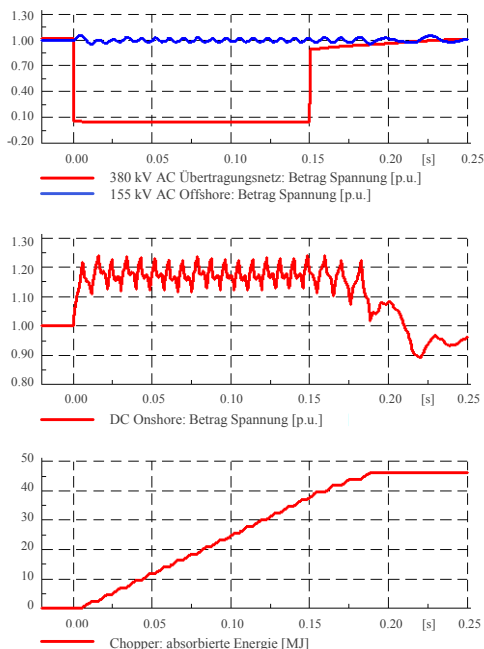 1.30
1.00
0.70
0.40
0.10
-0.20
0.00 0.05 0.10 0.15 0.20 [s] 0.25
380 kV AC Übertragungsnetz: Betrag Spannung [p.u.]
155 kV AC Offshore: Betrag Spannung [p.u.]
1.30
1.20
1.10
1.00
0.90
0.80
0.00 0.05 0.10 0.15 0.20 [s] 0.25
DC Onshore: Betrag Spannung [p.u.]
50
40
30
20
10
0
0.00 0.05 0.10 0.15 0.20 [s] 0.25
Chopper: absorbierte Energie [MJ]